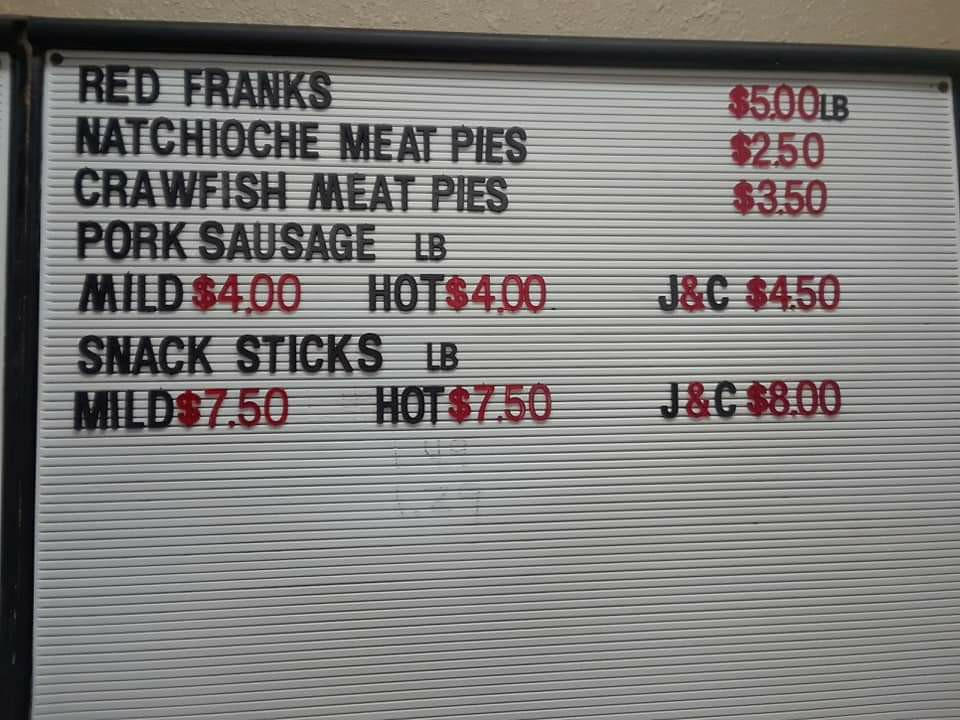 RED FRANKS $5.00LB
NATCHIOCHE MEAT PIES $2.50
CRAWFISH MEAT PIES $3.50
PORK SAUSAGE LB
MILD $4.00 HOT $4.00 J&C $4.50
SNACK STICKS LB
MILD $7.50 HOT $7.50 J&C $8.00